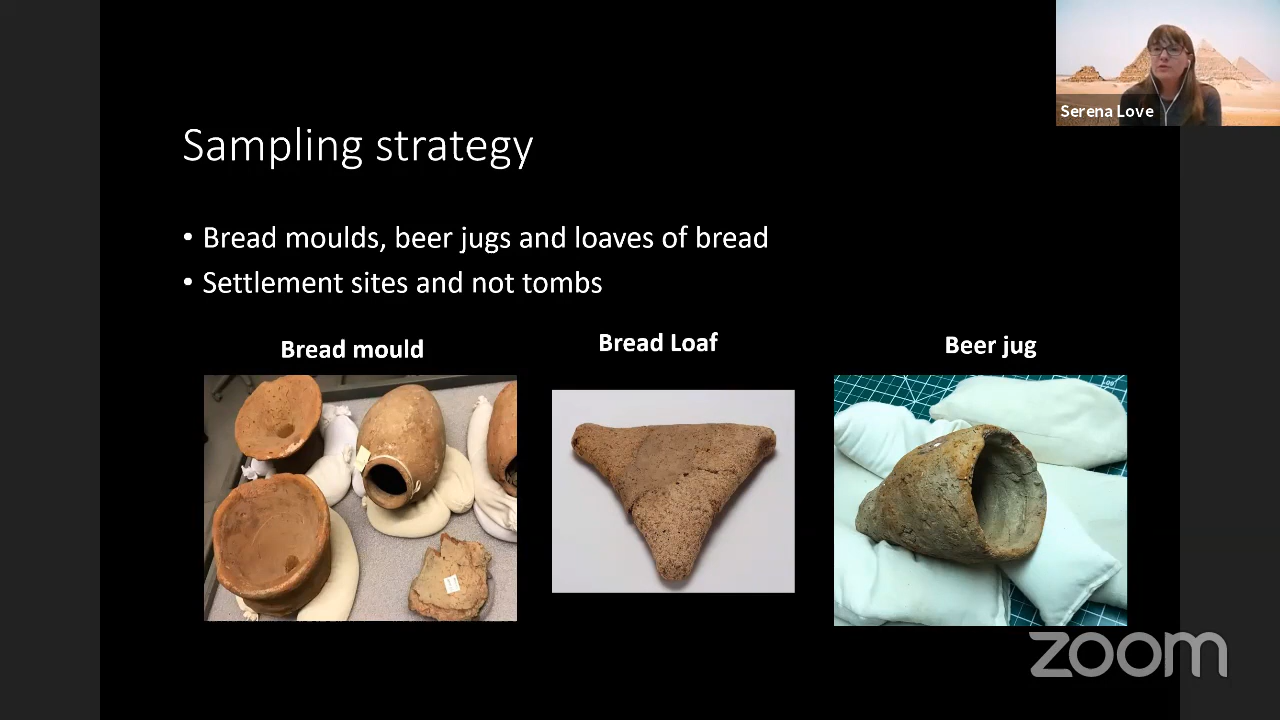 Serena Love
Sampling strategy
• Bread moulds, beer jugs and loaves of bread
• Settlement sites and not tombs
Bread mould
Bread Loaf
Beer jug
zoom